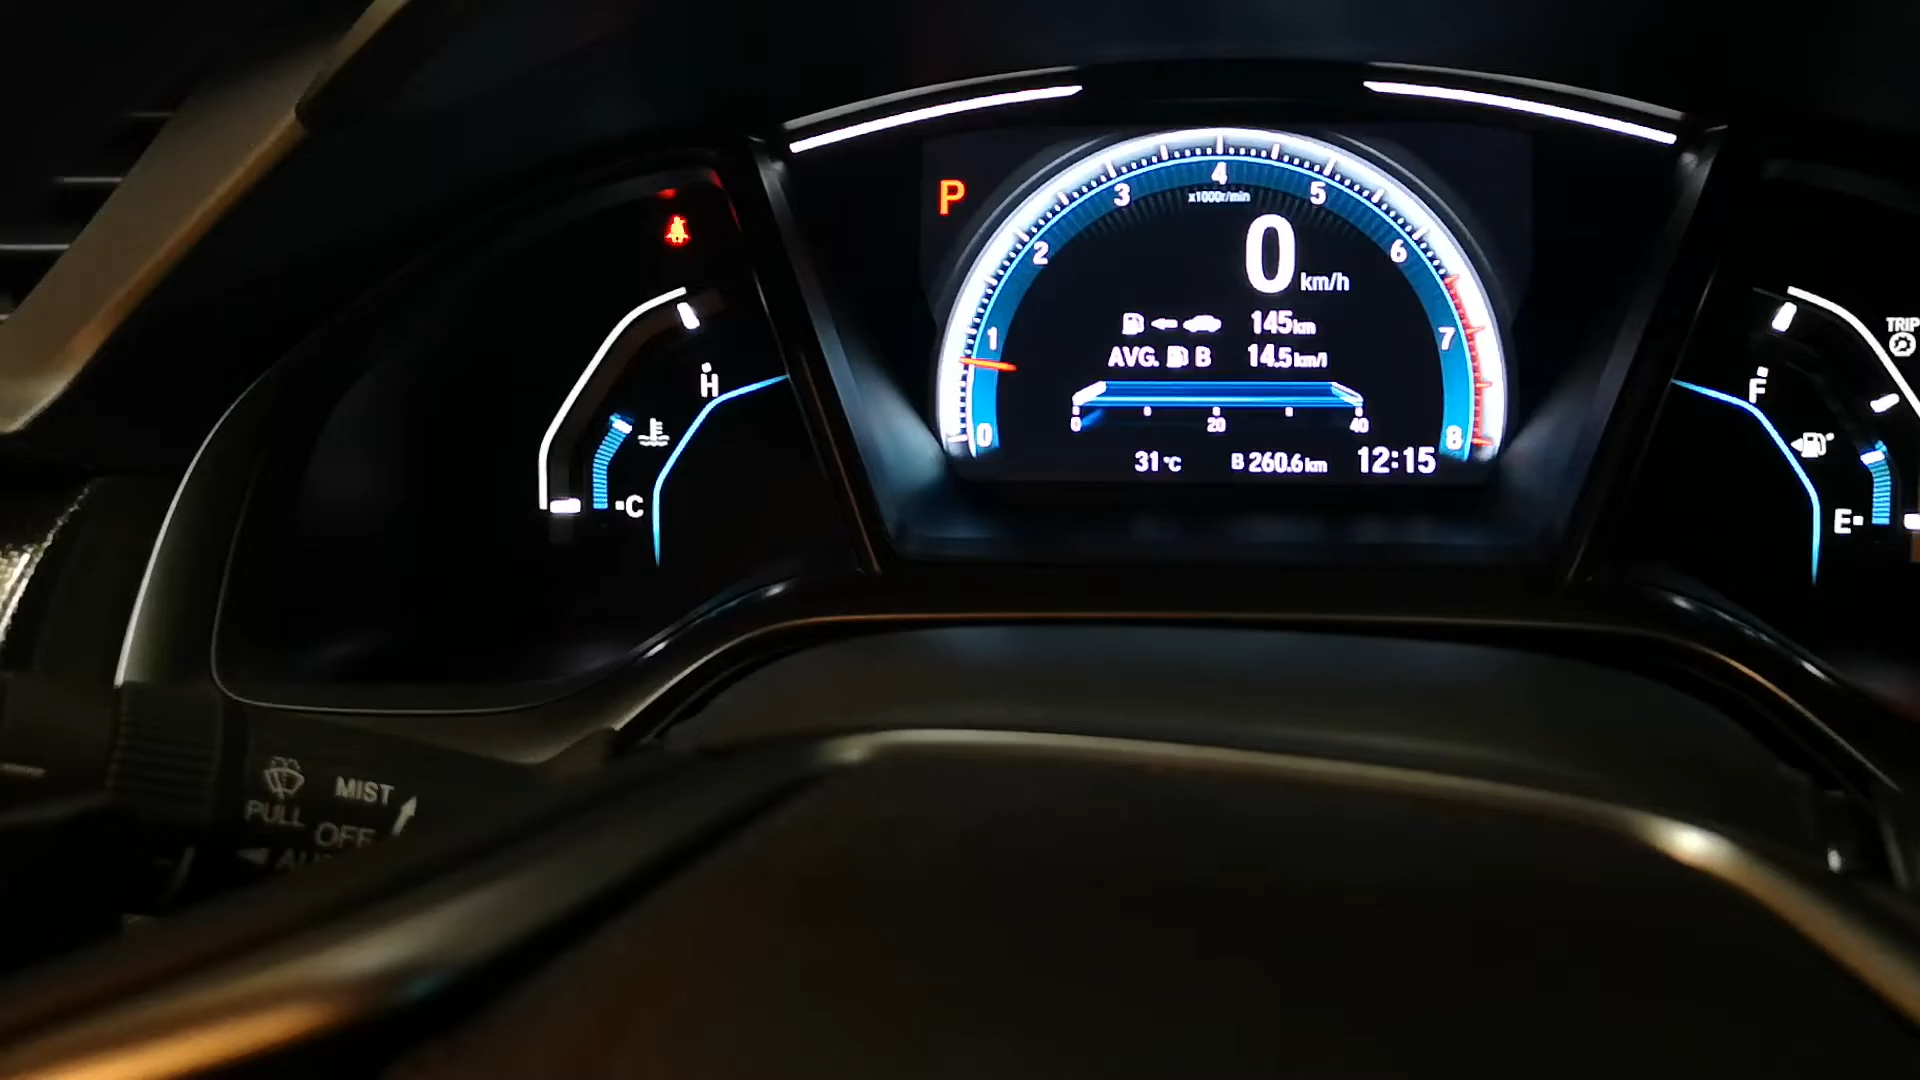 P
0
1
2
3
4
5
6
7
8
x1000r/min
0 km/h
145km
AVG. B 14.5km/l
0 20 40
31°C B 260.6km 12:15
H
C
TRIP
F
E
MIST
PULL
OFF